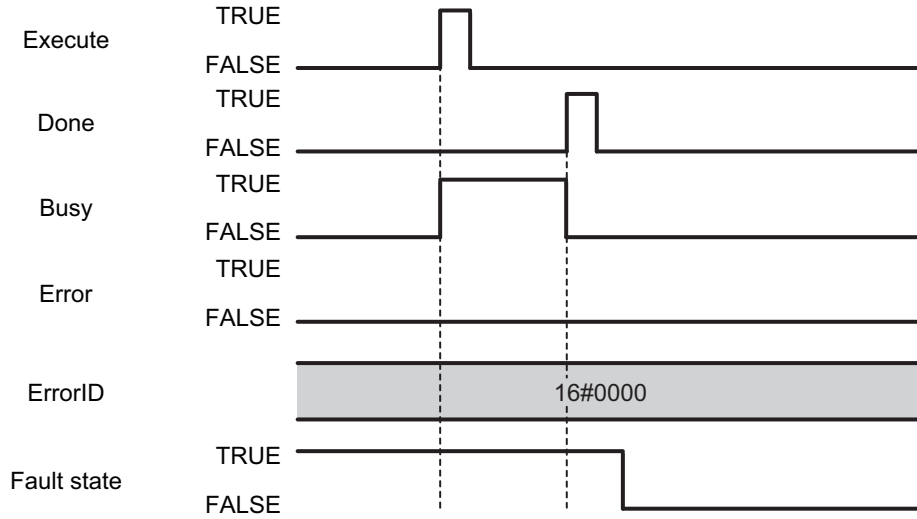 TRUE
Execute
FALSE
TRUE
Done
FALSE
TRUE
Busy
FALSE
TRUE
Error
FALSE
ErrorID
16#0000
TRUE
Fault state
FALSE